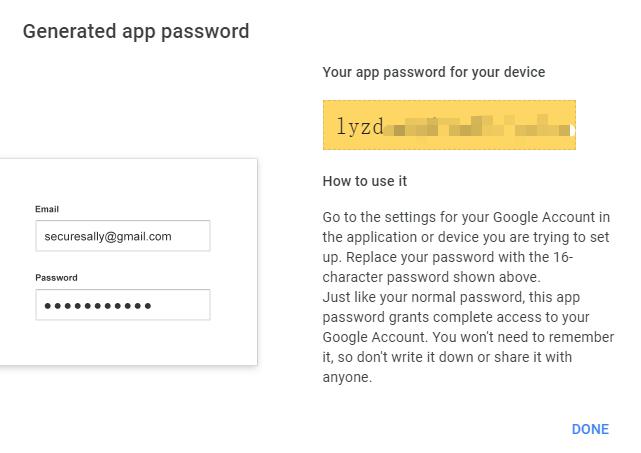 Generated app password
Your app password for your device
lyzd
How to use it
Email
securesally@gmail.com
Password
Go to the settings for your Google Account in
the application or device you are trying to set
up. Replace your password with the 16-
character password shown above.
Just like your normal password, this app
password grants complete access to your
Google Account. You won't need to remember
it, so don't write it down or share it with
anyone.
DONE